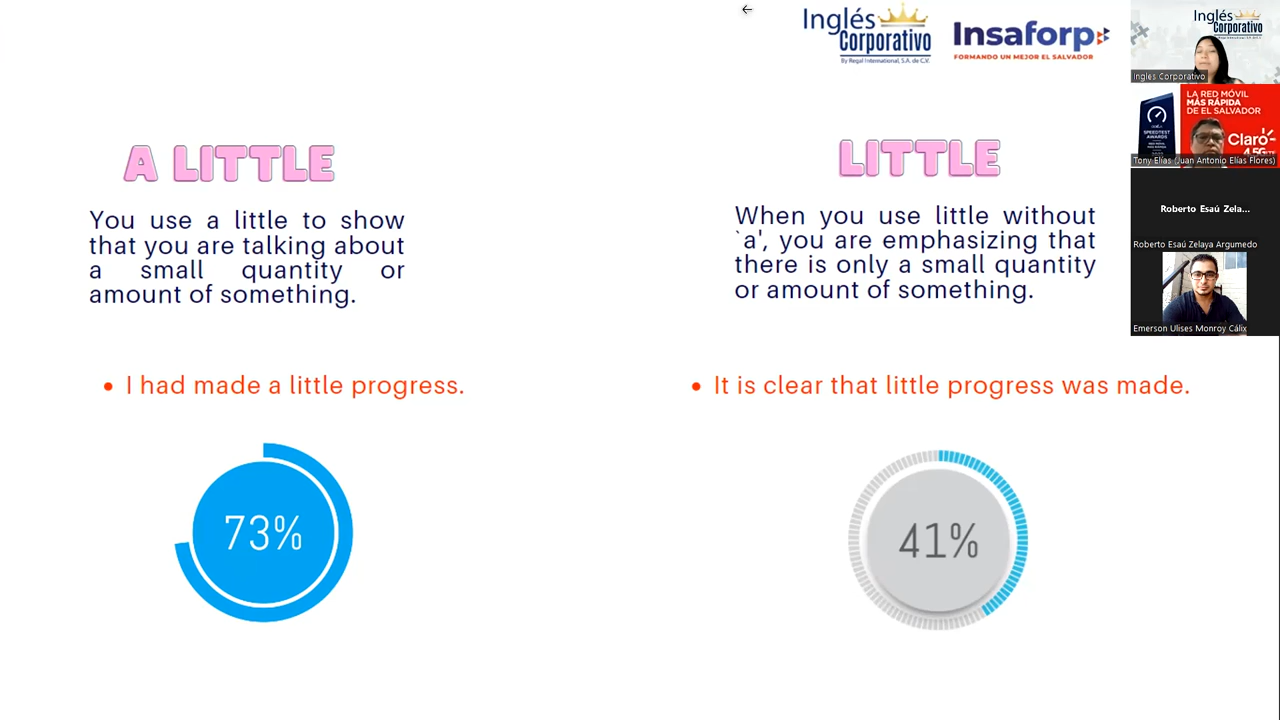 Inglés
Corporativo
By Regal International, S.A. de C.V.
Insaforp
FORMANDO UN MEJOR EL SALVADOR
A LITTLE
You use a little to show
that you are talking about
a small quantity or
amount of something.
I had made a little progress.
73%
LITTLE
When you use little without
`a', you are emphasizing that
there is only a small quantity
or amount of something.
It is clear that little progress was made.
41%
Inglés
Corporativo
Ingles Corporativo
LA RED MÓVIL
MÁS RÁPIDA
DE EL SALVADOR
SPEEDTEST
AWARDS
Claro
4.5G
Tony Elías (Juan Antonio Elías Flores)
Roberto Esaú Zela...
Roberto Esaú Zelaya Argumedo
Emerson Ulises Monroy Cálix